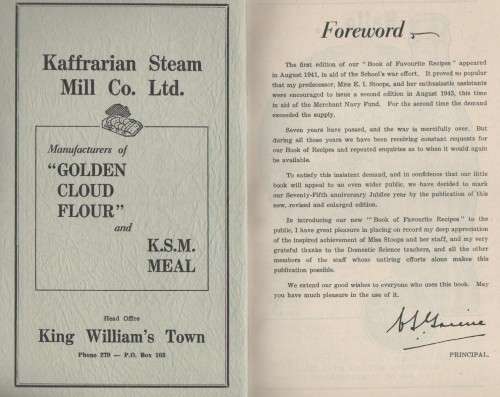 Kaffrarian Steam
Mill Co. Ltd.
Manufacturers of
"GOLDEN
CLOUD
FLOUR"
and
K.S.M.
MEAL
Head Offire
King William's Town
Phone 279 — P.O. Box 103
Foreword
The first edition of our "Book of Favourite Recipes" appeared
in August 1941, in aid of the School's war effort. It proved so popular
that my predecessor, Miss E. I. Stoops, and her enthusiastic assistants
were encouraged to issue a second edition in August 1943, this time
in aid of the Merchant Navy Fund. For the second time the demand
exceeded the supply.
Seven years have passed, and the war is mercifully over. But
during all those years we have been receiving constant requests for
our Book of Recipes and repeated enquiries as to when it would again
be available.
To satisfy this insistent demand, and in confidence that our little
book will appeal to an even wider public, we have decided to mark
our Seventy-Fifth anniversary Jubilee year by the publication of this
new, revised and enlarged edition.
In introducing our new "Book of Favourite Recipes" to the
public, I have great pleasure in placing on record my deep appreciation
of the inspired achievement of Miss Stoops and her staff, and my very
grateful thanks to the Domestic Science teachers, and all the other
members of the staff whose untiring efforts alone makes this
publication possible.
We extend our good wishes to everyone who uses this book. May
you have much pleasure in the use of it.
PRINCIPAL.